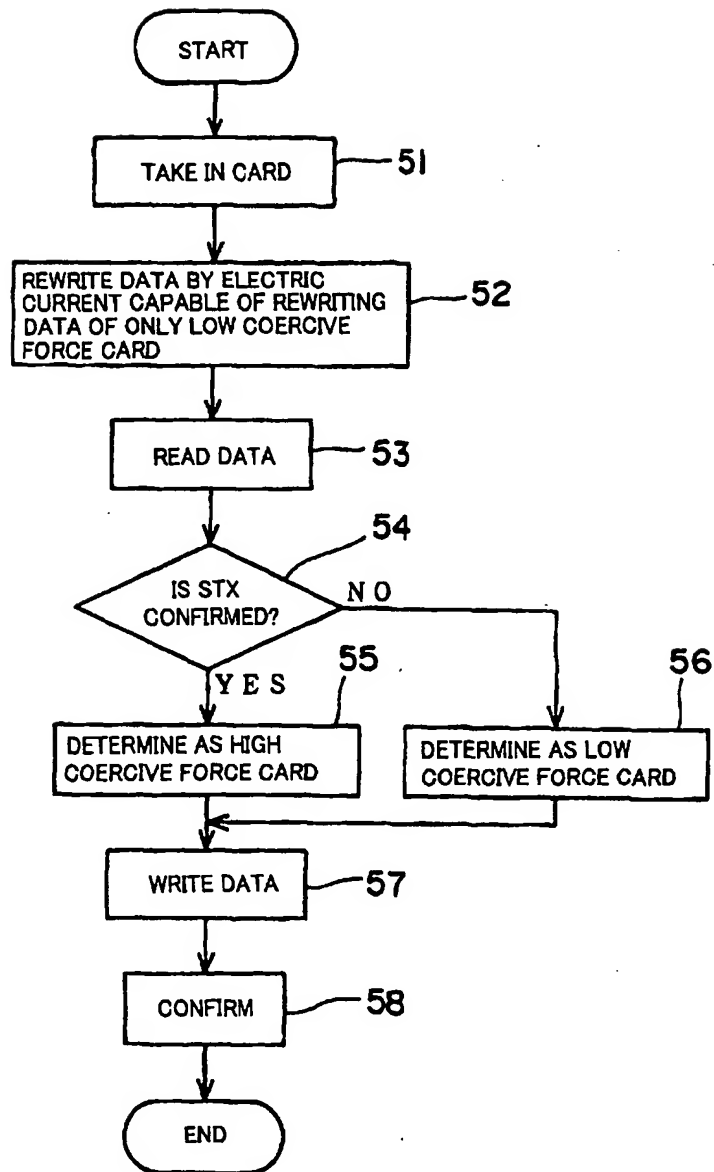 START
TAKE IN CARD
51
REWRITE DATA BY ELECTRIC
CURRENT CAPABLE OF REWRITING
DATA OF ONLY LOW COERCIVE
FORCE CARD
52
READ DATA
53
54
IS STX
CONFIRMED?
NO
YES
55
56
DETERMINE AS HIGH
COERCIVE FORCE CARD
DETERMINE AS LOW
COERCIVE FORCE CARD
WRITE DATA
57
CONFIRM
58
END